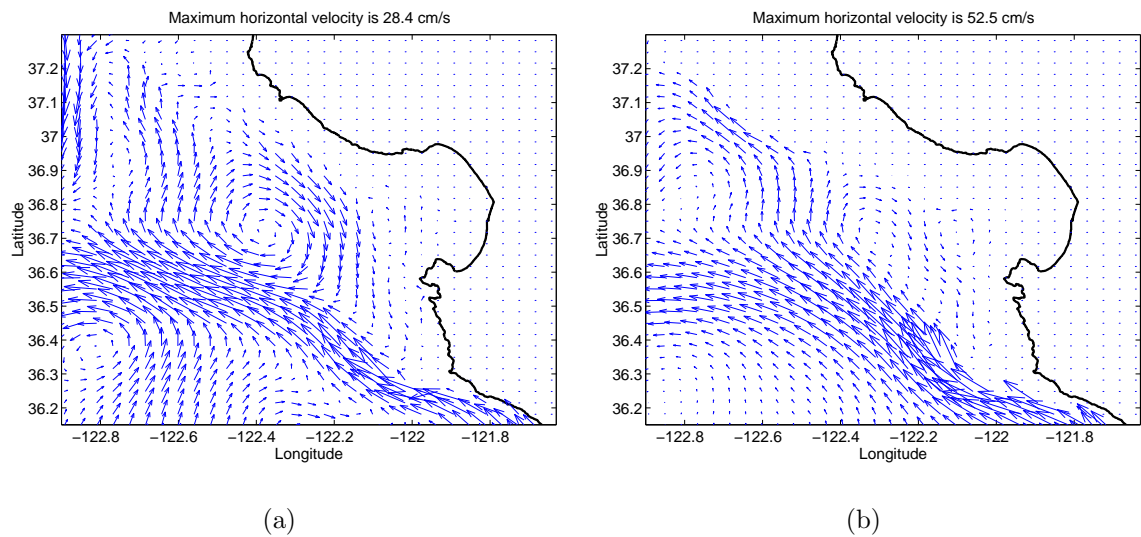 Maximum horizontal velocity is 28.4 cm/s
37.2
37.1
37
36.9
36.8
36.7
36.6
36.5
36.4
36.3
36.2
Latitude
−122.8 −122.6 −122.4 −122.2 −122 −121.8
Longitude
(a)
Maximum horizontal velocity is 52.5 cm/s
37.2
37.1
37
36.9
36.8
36.7
36.6
36.5
36.4
36.3
36.2
Latitude
−122.8 −122.6 −122.4 −122.2 −122 −121.8
Longitude
(b)